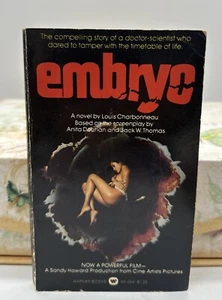 The compelling story of a doctor-scientist who
dared to tamper with the timetable of life
embryo
A novel by Louis Charbonneau
Based on the screenplay by
Anita Doohan and Jack W. Thomas
NOW A POWERFUL FILM—
A Sandy Howard Production from Cine Artists Pictures